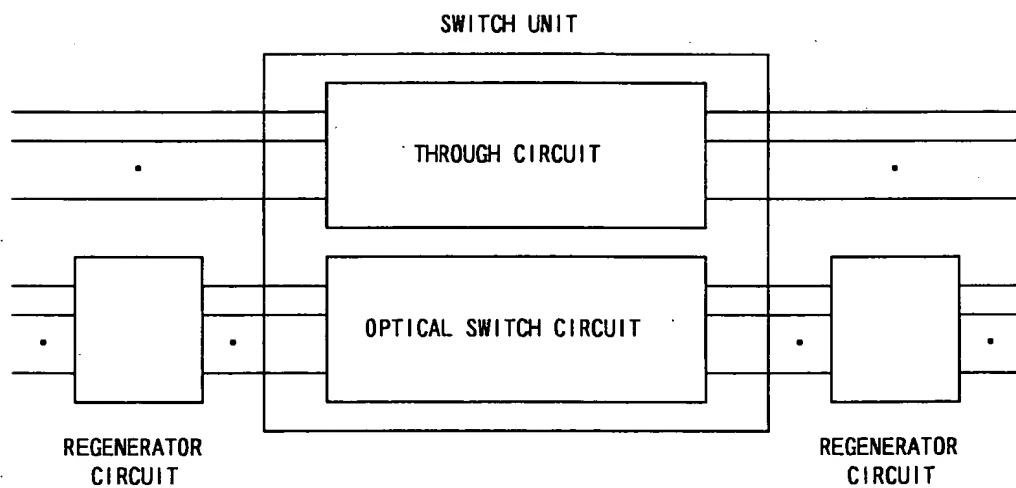 SWITCH UNIT
THROUGH CIRCUIT
OPTICAL SWITCH CIRCUIT
REGENERATOR
CIRCUIT
REGENERATOR
CIRCUIT